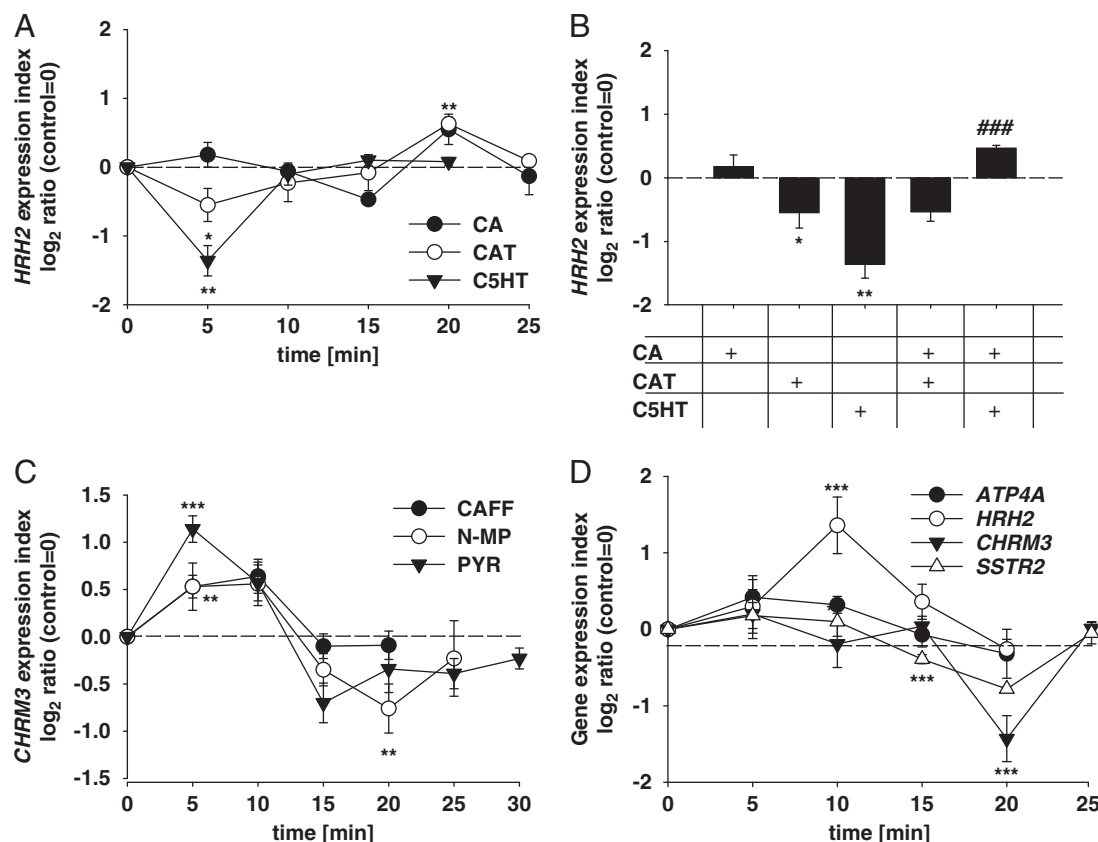 A
HRH2 expression index
log2 ratio (control=0)
2
1
0
-1
-2
**
*
**
CA
CAT
C5HT
0 5 10 15 20 25
time [min]
B
HRH2 expression index
log2 ratio (control=0)
2
1
0
-1
-2
###
*
**
CA + + +
CAT + +
C5HT + +
C
CHRM3 expression index
log2 ratio (control=0)
1.5
1.0
0.5
0.0
-0.5
-1.0
-1.5
***
**
**
CAFF
N-MP
PYR
0 5 10 15 20 25 30
time [min]
D
Gene expression index
log2 ratio (control=0)
2
1
0
-1
-2
***
*
***
***
ATP4A
HRH2
CHRM3
SSTR2
0 5 10 15 20 25
time [min]